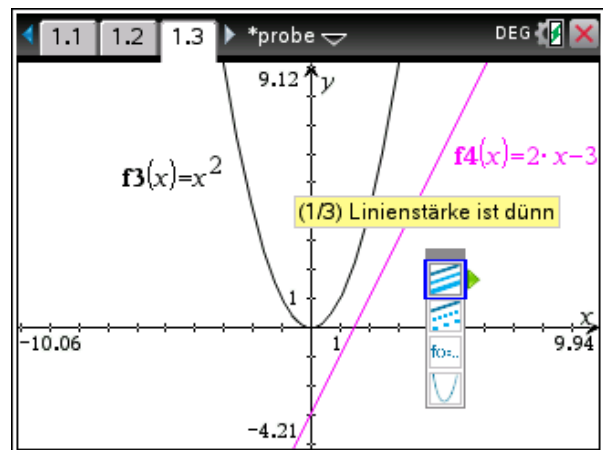 1.1 1.2 1.3 *probe DEG
9.12 y
f3(x)=x²
f4(x)=2·x−3
(1/3) Linienstärke ist dünn
1
x
-10.06 1 9.94
fo=..
-4.21